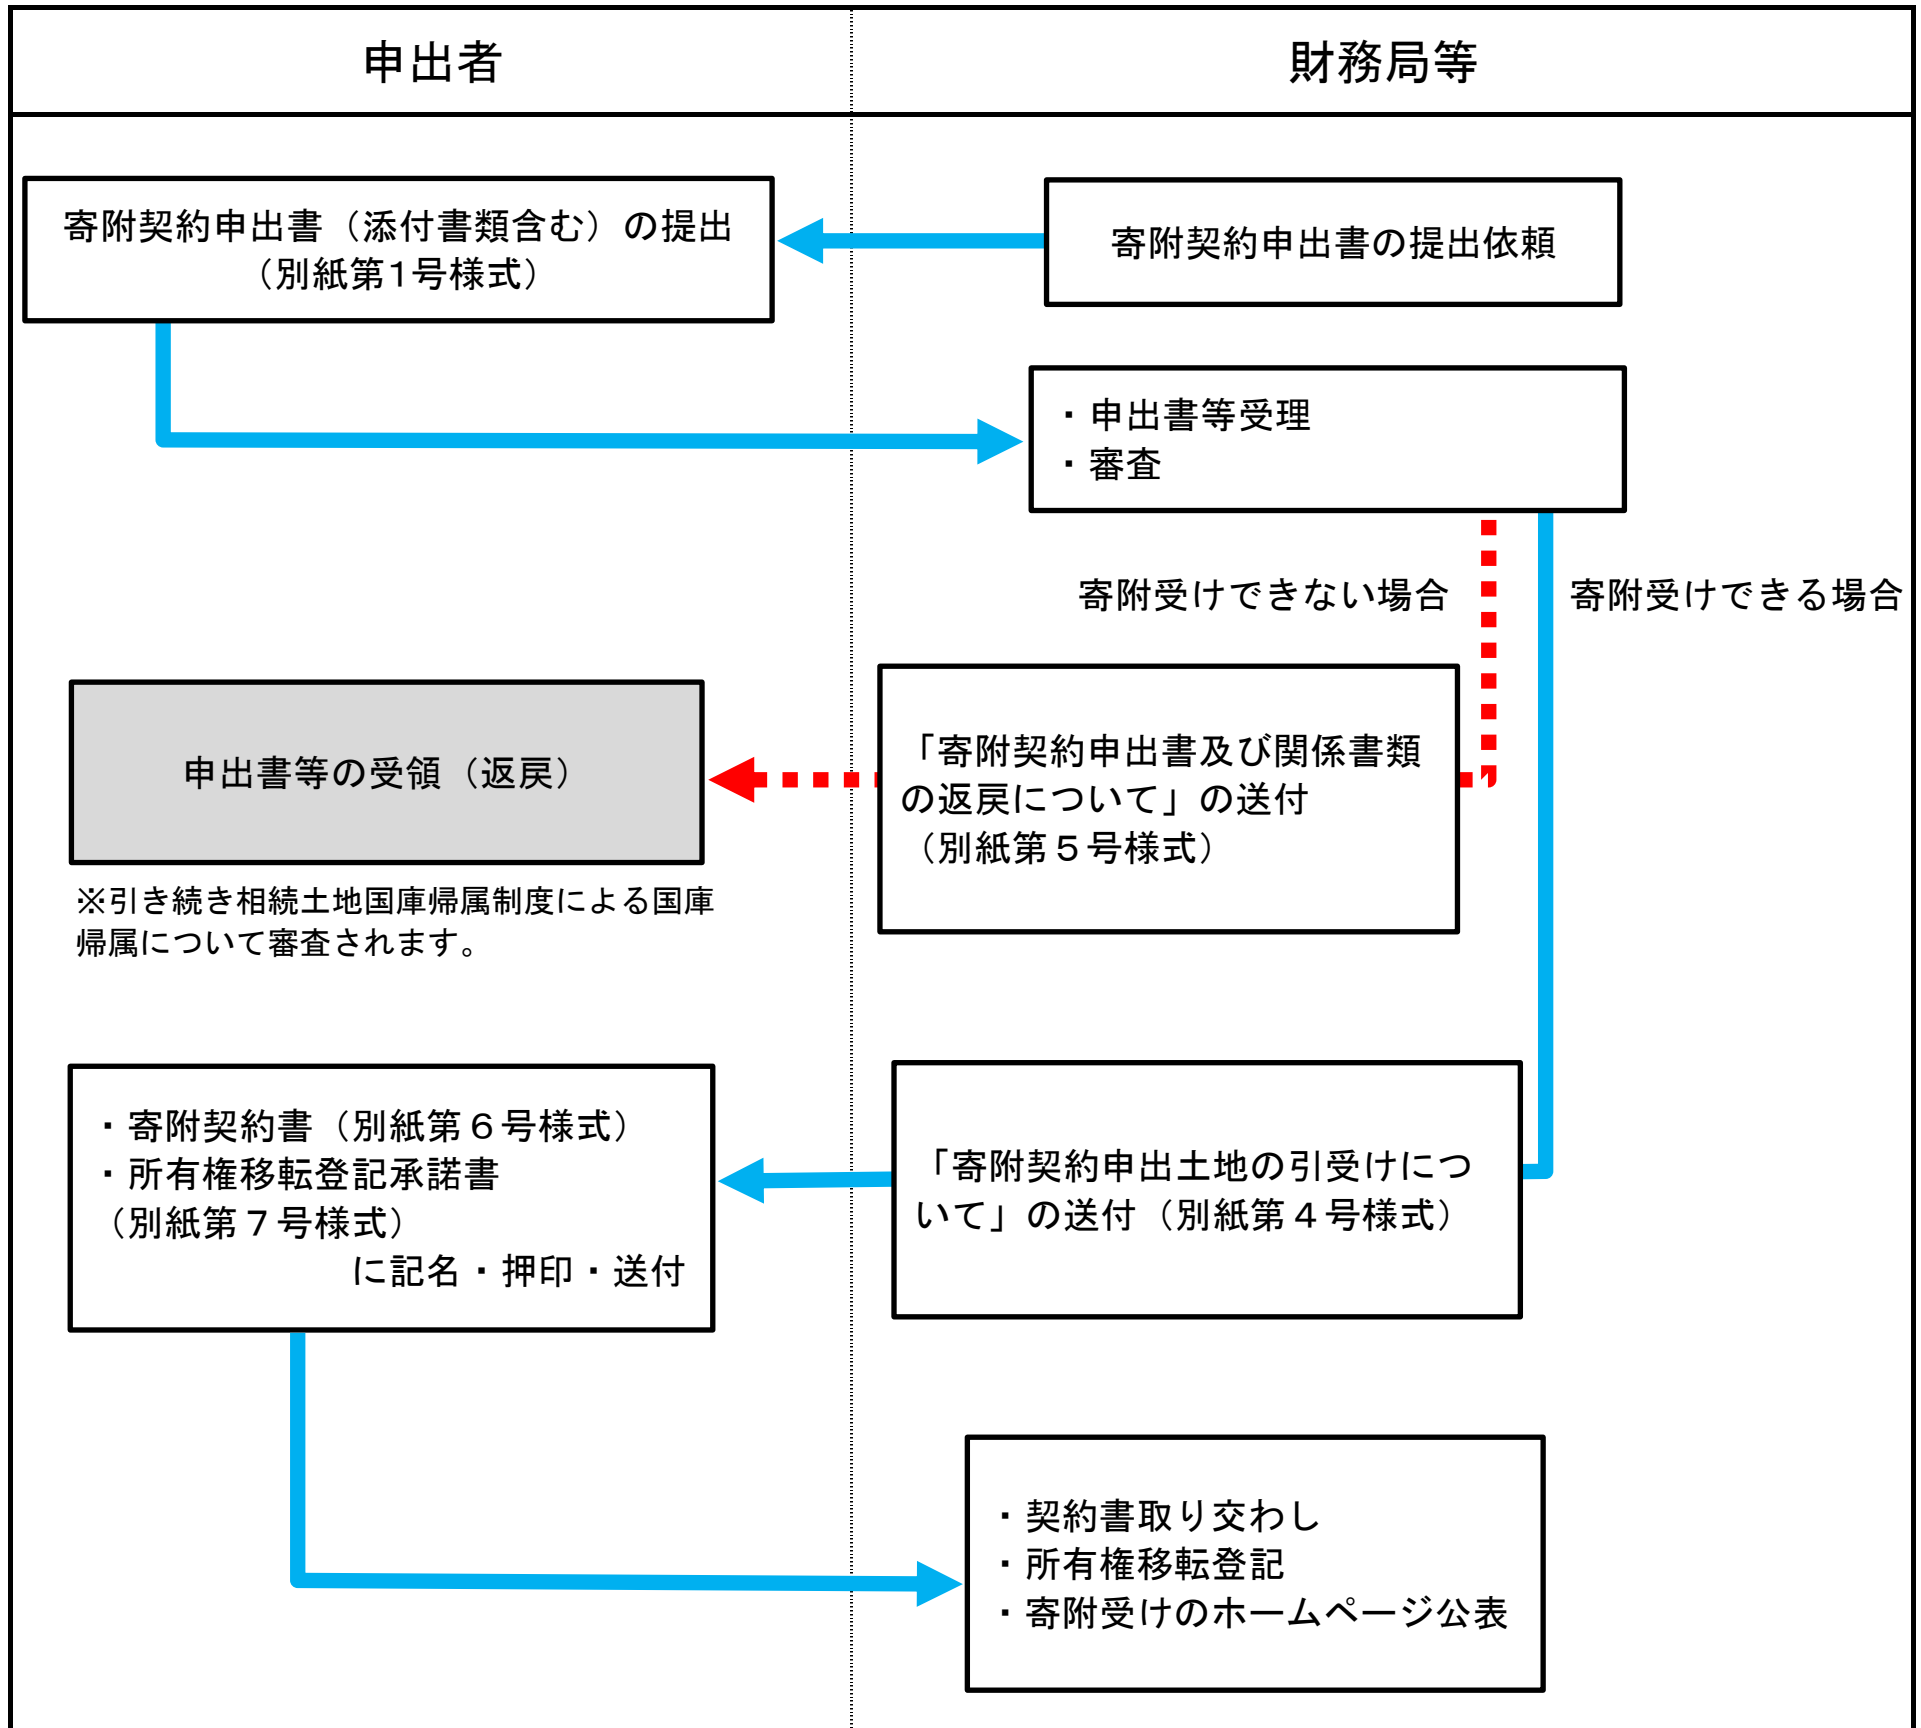 申出者
財務局等
寄附契約申出書（添付書類含む）の提出
（別紙第1号様式）
寄附契約申出書の提出依頼
・申出書等受理
・審査
寄附受けできない場合
寄附受けできる場合
申出書等の受領（返戻）
「寄附契約申出書及び関係書類
の返戻について」の送付
（別紙第５号様式）
※引き続き相続土地国庫帰属制度による国庫
帰属について審査されます。
・寄附契約書（別紙第６号様式）
・所有権移転登記承諾書
（別紙第７号様式）
に記名・押印・送付
「寄附契約申出土地の引受けにつ
いて」の送付（別紙第４号様式）
・契約書取り交わし
・所有権移転登記
・寄附受けのホームページ公表